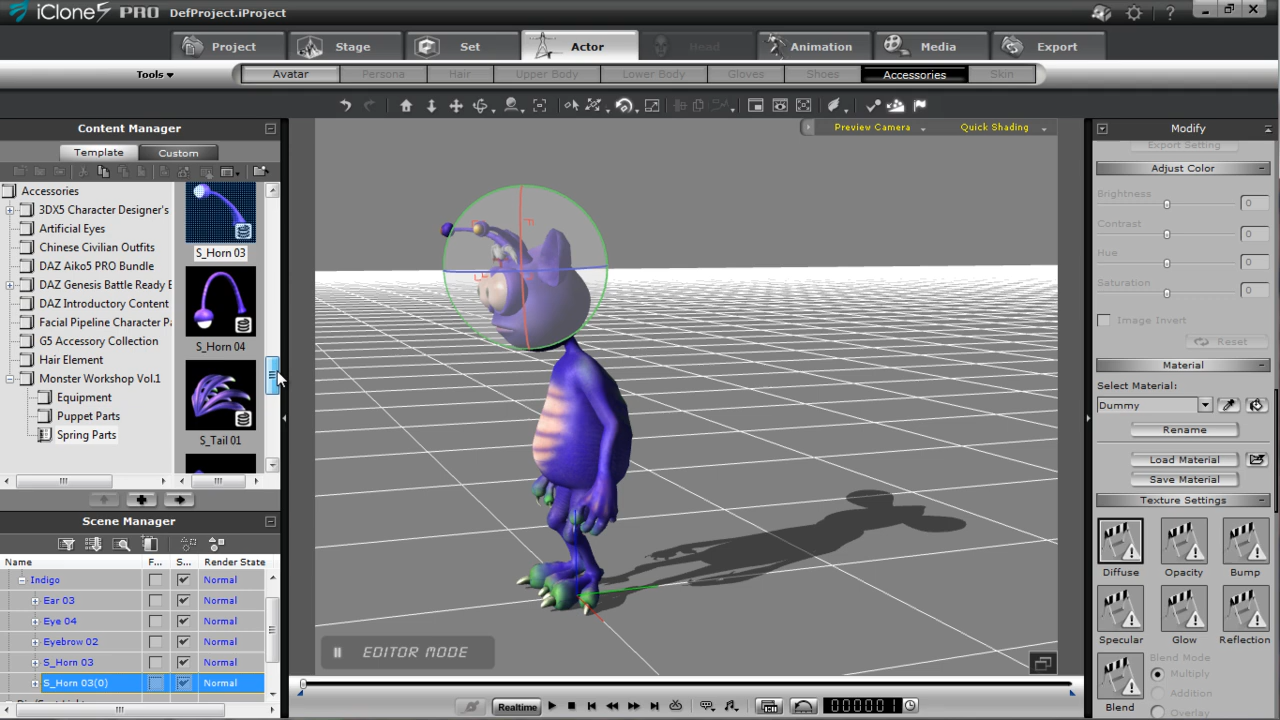 iClone5 PRO DefProject.iProject
Project Stage Set Actor Head Animation Media Export
Tools Avatar Persona Hair Upper Body Lower Body Gloves Shoes Accessories Skin
Preview Camera Quick Shading
Content Manager
Template Custom
Accessories
3DX5 Character Designer's
Artificial Eyes
Chinese Civilian Outfits
DAZ Aiko5 PRO Bundle
DAZ Genesis Battle Ready
DAZ Introductory Content
Facial Pipeline Character
G5 Accessory Collection
Hair Element
Monster Workshop Vol.1
Equipment
Puppet Parts
Spring Parts
S_Horn 03
S_Horn 04
S_Tail 01
Scene Manager
Name F... S... Render State
Indigo Normal
Ear 03 Normal
Eye 04 Normal
Eyebrow 02 Normal
S_Horn 03 Normal
S_Horn 03(0) Normal
EDITOR MODE
Realtime
000001
Modify
Export Setting
Adjust Color
Brightness 0
Contrast 0
Hue 0
Saturation 0
Image Invert
Reset
Material
Select Material:
Dummy
Rename
Load Material
Save Material
Texture Settings
Diffuse Opacity Bump
Specular Glow Reflection
Blend
Blend Mode
Multiply
Addition
Overlay